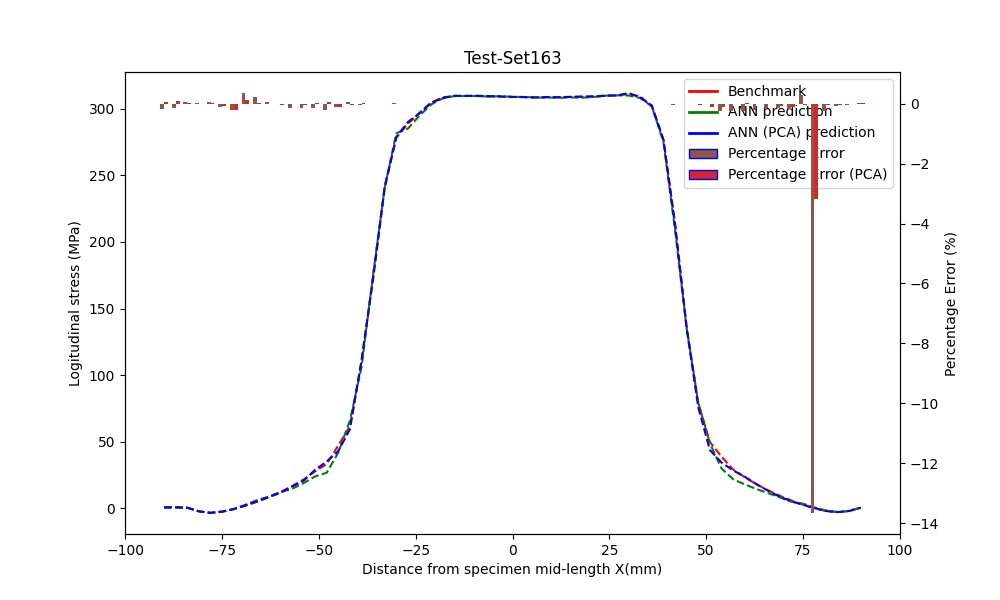 Test-Set163
Benchmark
ANN prediction
ANN (PCA) prediction
Percentage Error
Percentage Error (PCA)
300
250
200
150
100
50
0
Logitudinal stress (MPa)
0
−2
−4
−6
−8
−10
−12
−14
Percentage Error (%)
−100 −75 −50 −25 0 25 50 75 100
Distance from specimen mid-length X(mm)